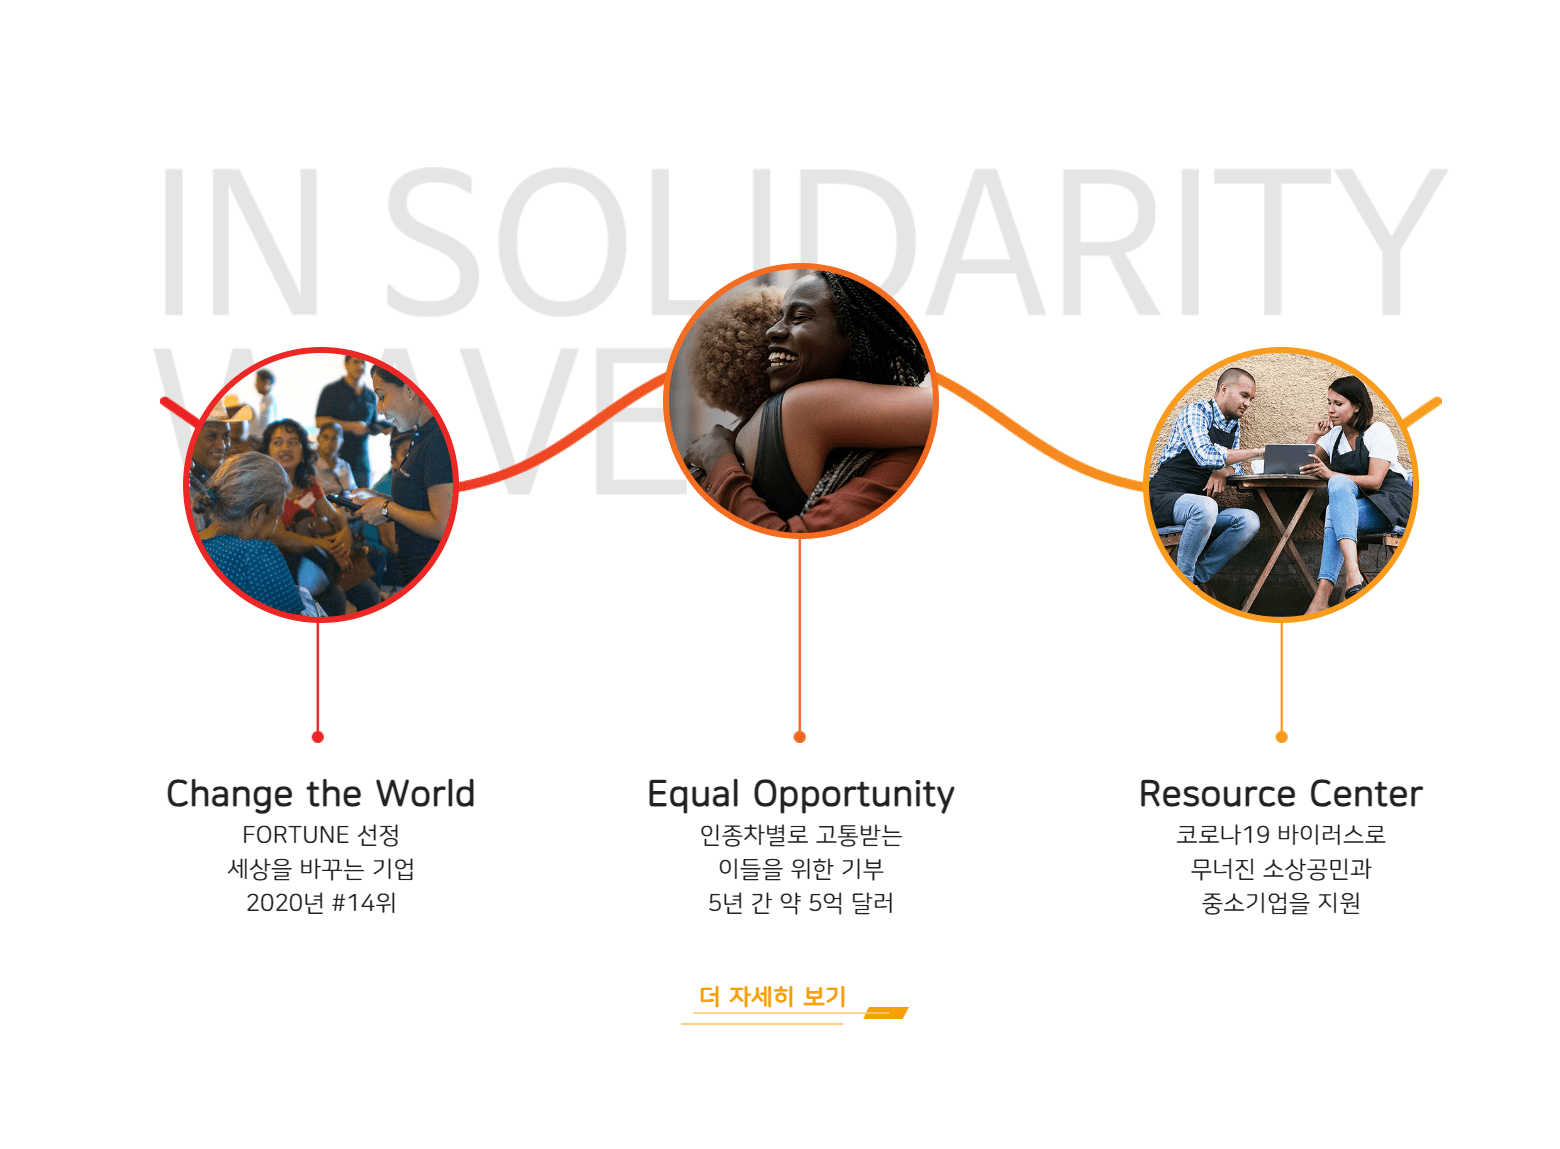 IN SOLIDARITY
WAVE
Change the World
FORTUNE 선정
세상을 바꾸는 기업
2020년 #14위
Equal Opportunity
인종차별로 고통받는
이들을 위한 기부
5년 간 약 5억 달러
Resource Center
코로나19 바이러스로
무너진 소상공민과
중소기업을 지원
더 자세히 보기